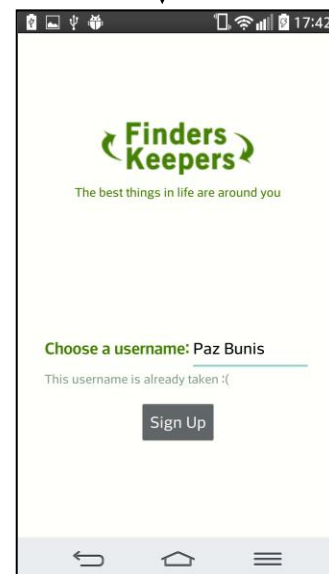 17:42
Finders
Keepers
The best things in life are around you
Choose a username: Paz Bunis
This username is already taken :(
Sign Up